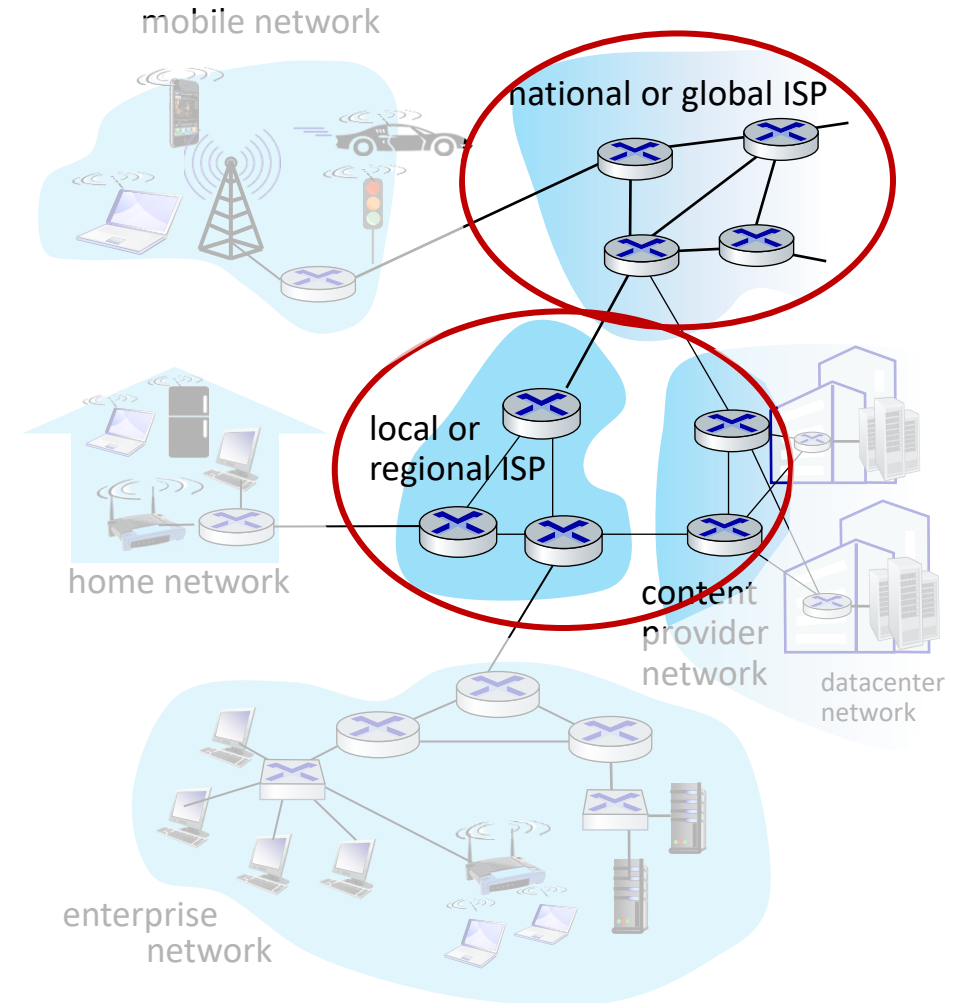 mobile network
national or global ISP
local or
regional ISP
home network
content
provider
network
datacenter
network
enterprise
network